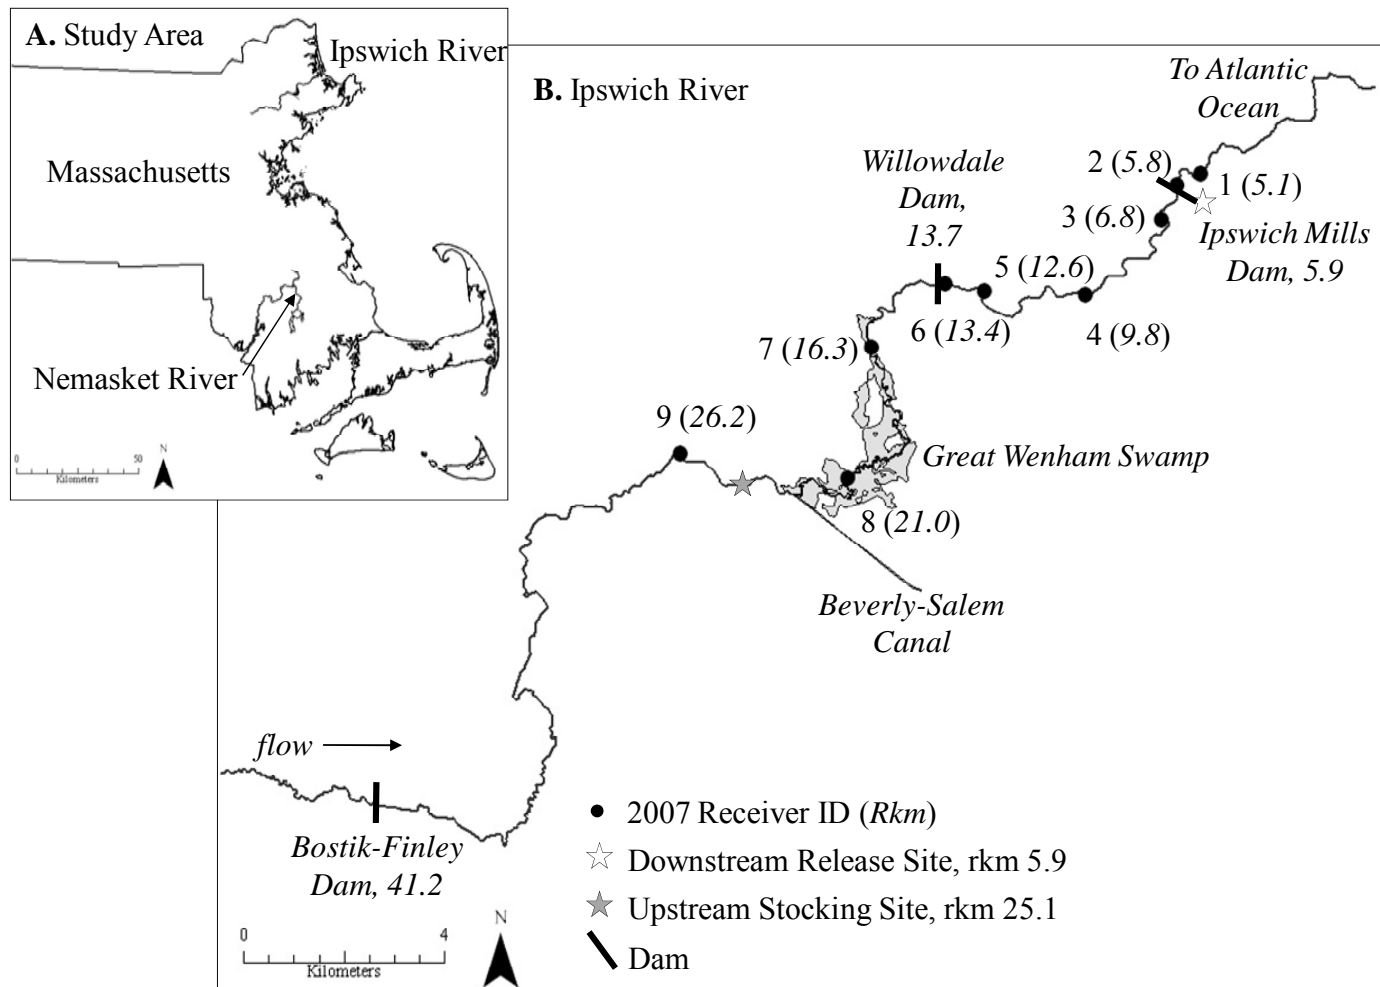 A. Study Area
Ipswich River
Massachusetts
Nemasket River
N
0 50
Kilometers
B. Ipswich River
To Atlantic
Ocean
Willowdale
Dam,
13.7
2 (5.8)
1 (5.1)
3 (6.8)
Ipswich Mills
Dam, 5.9
5 (12.6)
6 (13.4)
4 (9.8)
7 (16.3)
9 (26.2)
Great Wenham Swamp
8 (21.0)
Beverly-Salem
Canal
flow
Bostik-Finley
Dam, 41.2
2007 Receiver ID (Rkm)
Downstream Release Site, rkm 5.9
Upstream Stocking Site, rkm 25.1
Dam
N
0 4
Kilometers